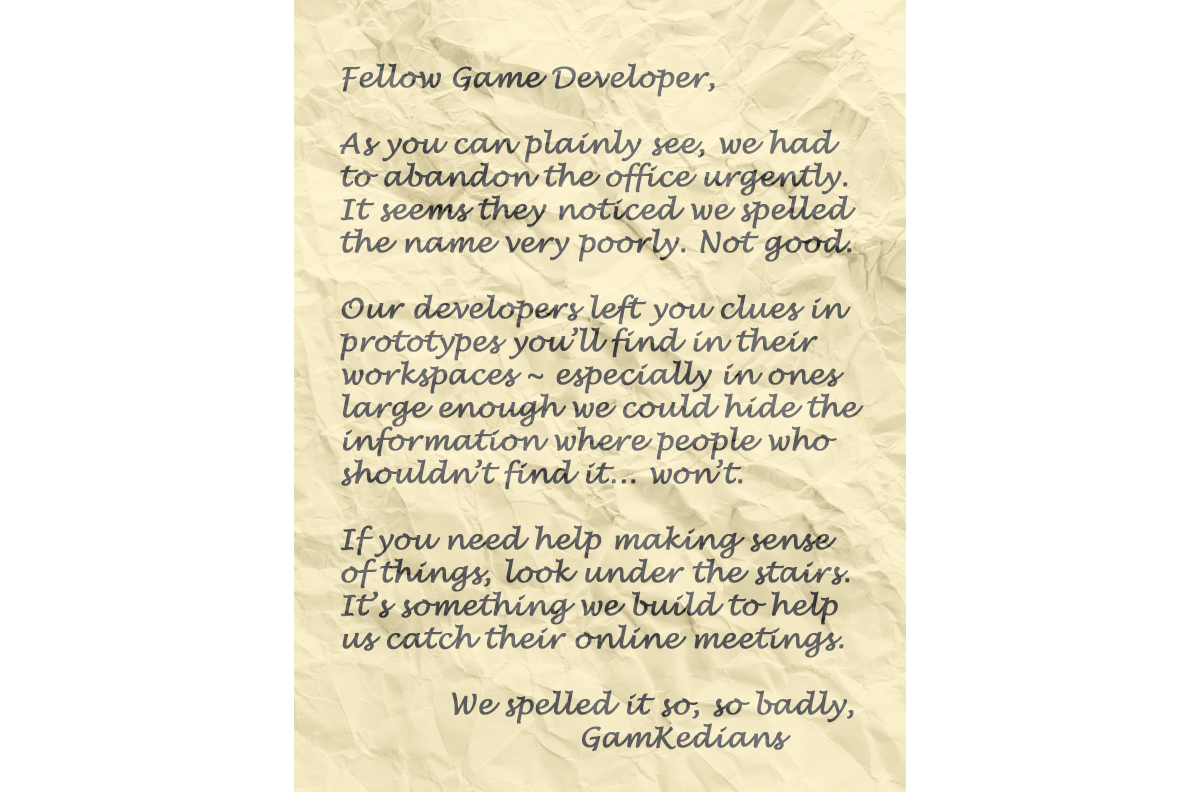 Fellow Game Developer,
As you can plainly see, we had
to abandon the office urgently.
It seems they noticed we spelled
the name very poorly. Not good.
Our developers left you clues in
prototypes you’ll find in their
workspaces ~ especially in ones
large enough we could hide the
information where people who
shouldn’t find it... won’t.
If you need help making sense
of things, look under the stairs.
It’s something we build to help
us catch their online meetings.
We spelled it so, so badly,
GamKedians